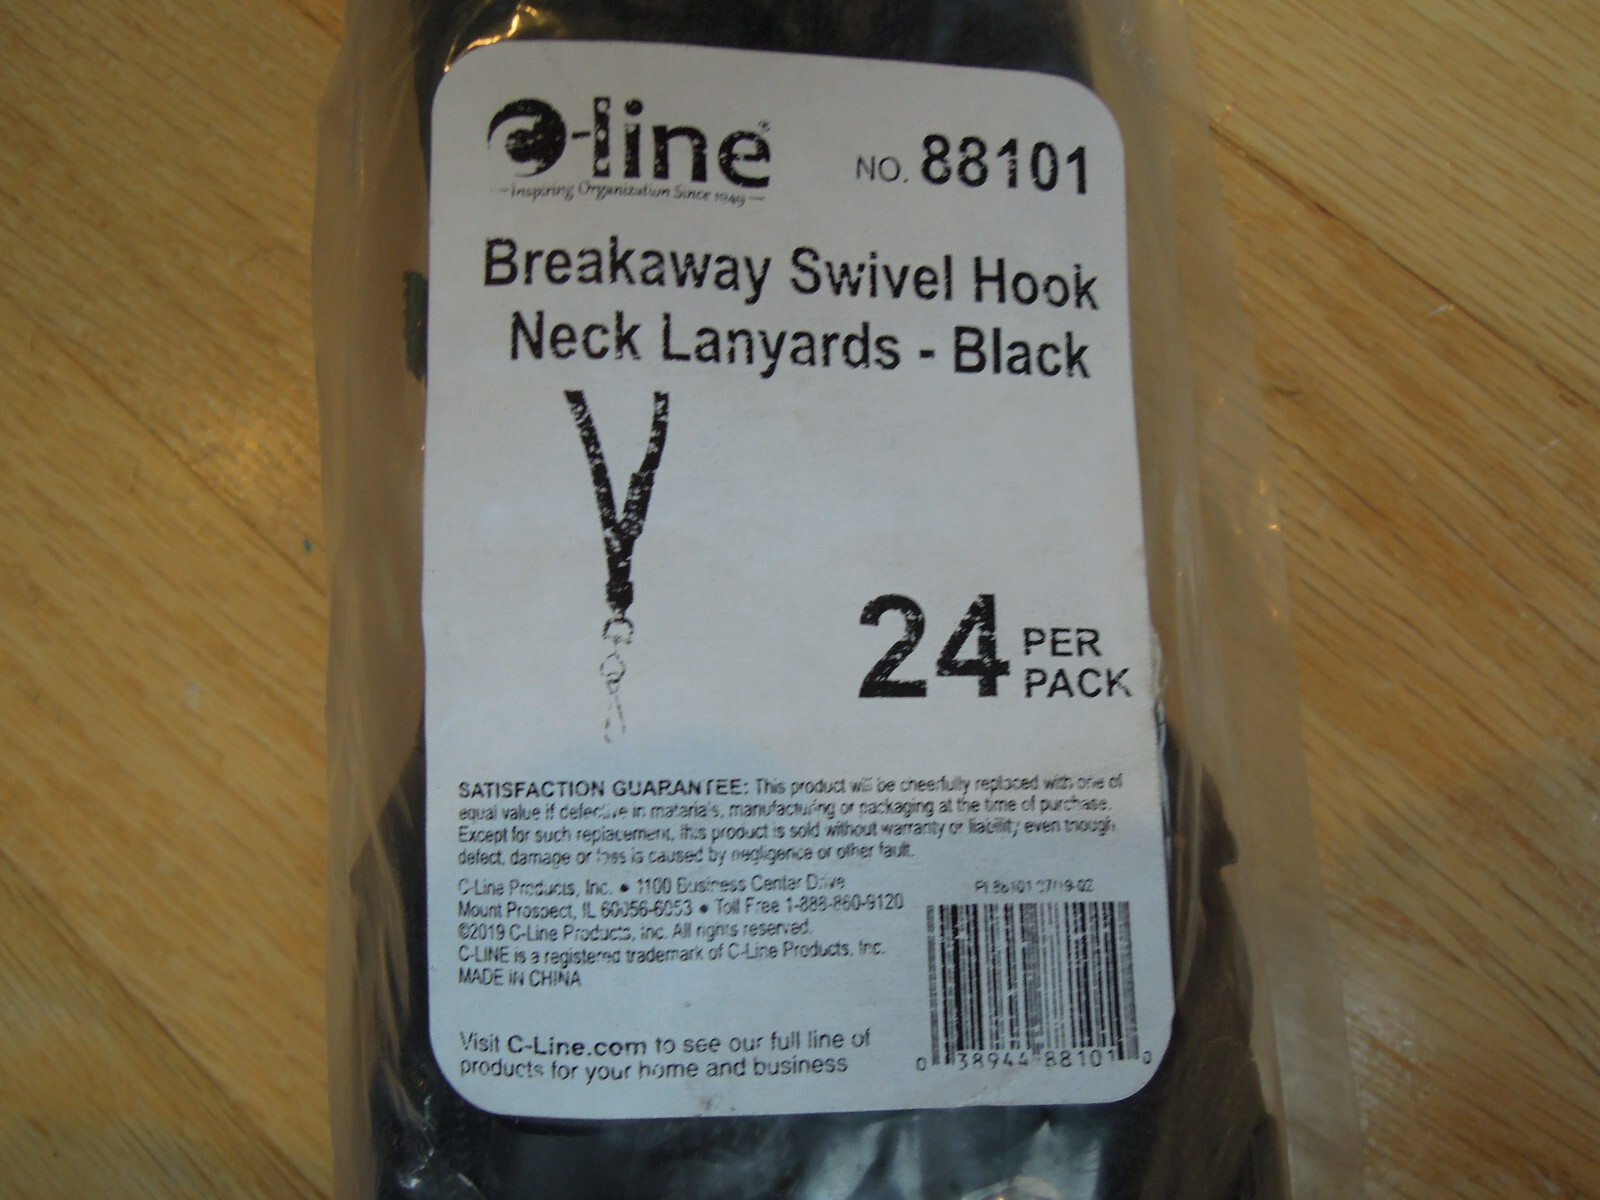 C-line®
Inspiring Organization Since 1949
NO. 88101
Breakaway Swivel Hook
Neck Lanyards - Black
24 PER
PACK
SATISFACTION GUARANTEE: This product will be cheerfully replaced with one of
equal value if defective in materials, manufacturing or packaging at the time of purchase.
Except for such replacement, this product is sold without warranty or liability even though
defect, damage or loss is caused by negligence or other fault.
C-Line Products, Inc. • 1100 Business Center Drive
Mount Prospect, IL 60056-6053 • Toll Free 1-888-860-9120
©2019 C-Line Products, Inc. All rights reserved.
C-LINE is a registered trademark of C-Line Products, Inc.
MADE IN CHINA
Visit C-Line.com to see our full line of
products for your home and business
0 38944 88101 0